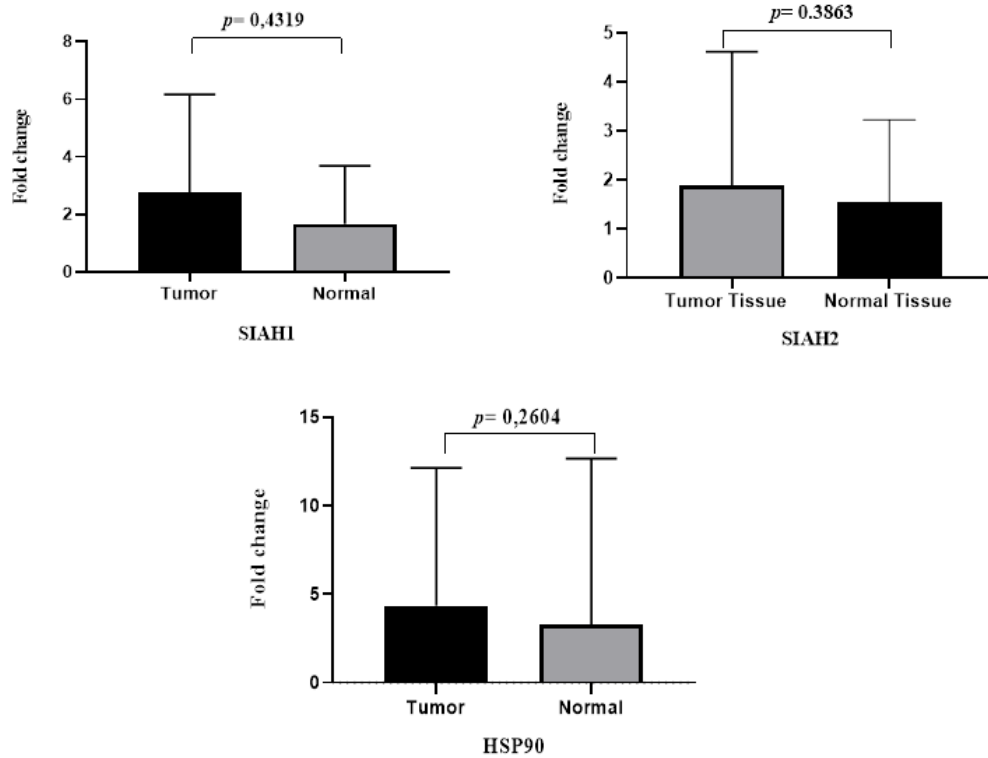 p= 0,4319
8
6
4
2
0
Fold change
Tumor
Normal
SIAH1
p= 0.3863
5
4
3
2
1
0
Fold change
Tumor Tissue
Normal Tissue
SIAH2
p= 0,2604
15
10
5
0
Fold change
Tumor
Normal
HSP90